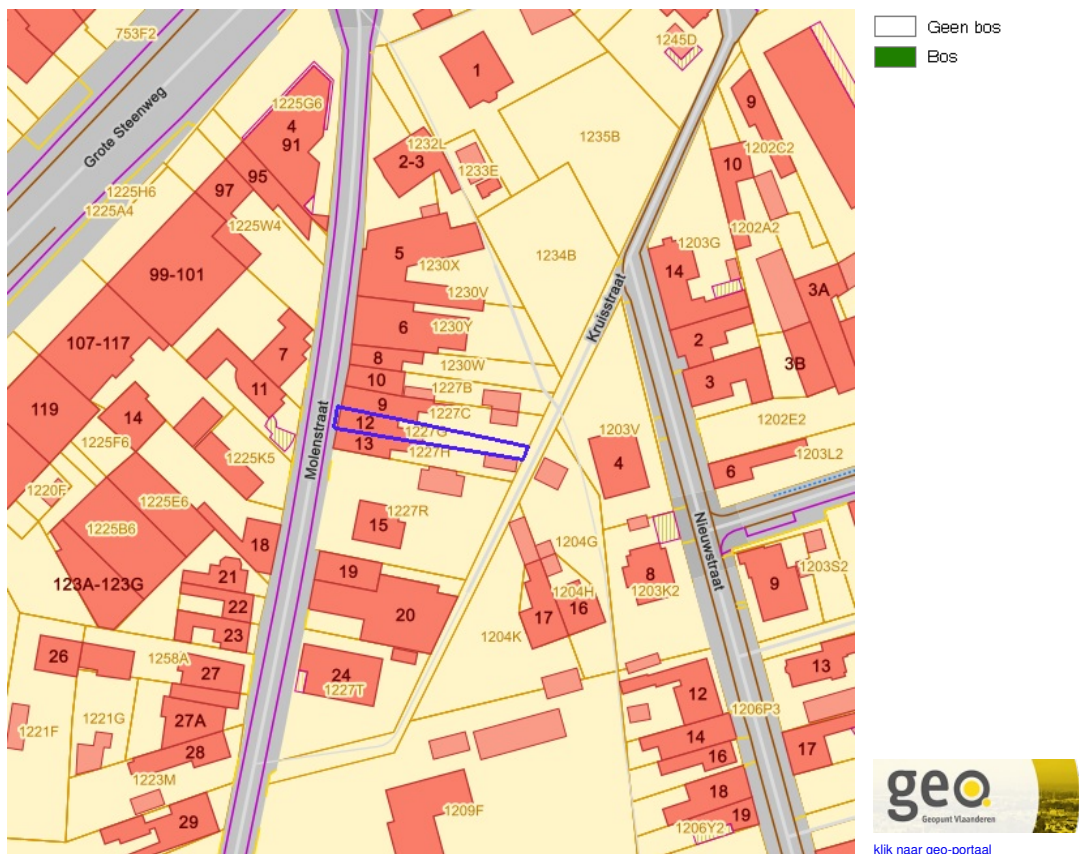 753F2
Grote Steenweg
1225H6
1225A4
1225G6
4
91
95
97
1225W4
99-101
107-117
119
7
11
14
1225F6
1225K5
1220F
1225E6
1225B6
123A-123G
18
21
22
23
26
1258A
27
27A
28
1221F
1221G
1223M
29
Molenstraat
1
1232L
2-3
1233E
5
1230X
1230V
6
1230Y
8
1230W
10
1227B
9
1227C
12
1227G
13
1227H
15
1227R
19
20
24
1227T
1245D
1235B
1234B
Kruisstraat
9
10
1202C2
1202A2
1203G
14
2
3
3A
3B
1202E2
1203V
4
6
1203L2
Nieuwstraat
1204G
1204H
17
16
1204K
8
1203K2
9
1203S2
13
12
1206P3
14
16
17
18
19
1206Y2
1209F
Geen bos
Bos
geo
Geopunt Vlaanderen
klik naar geo-portaal